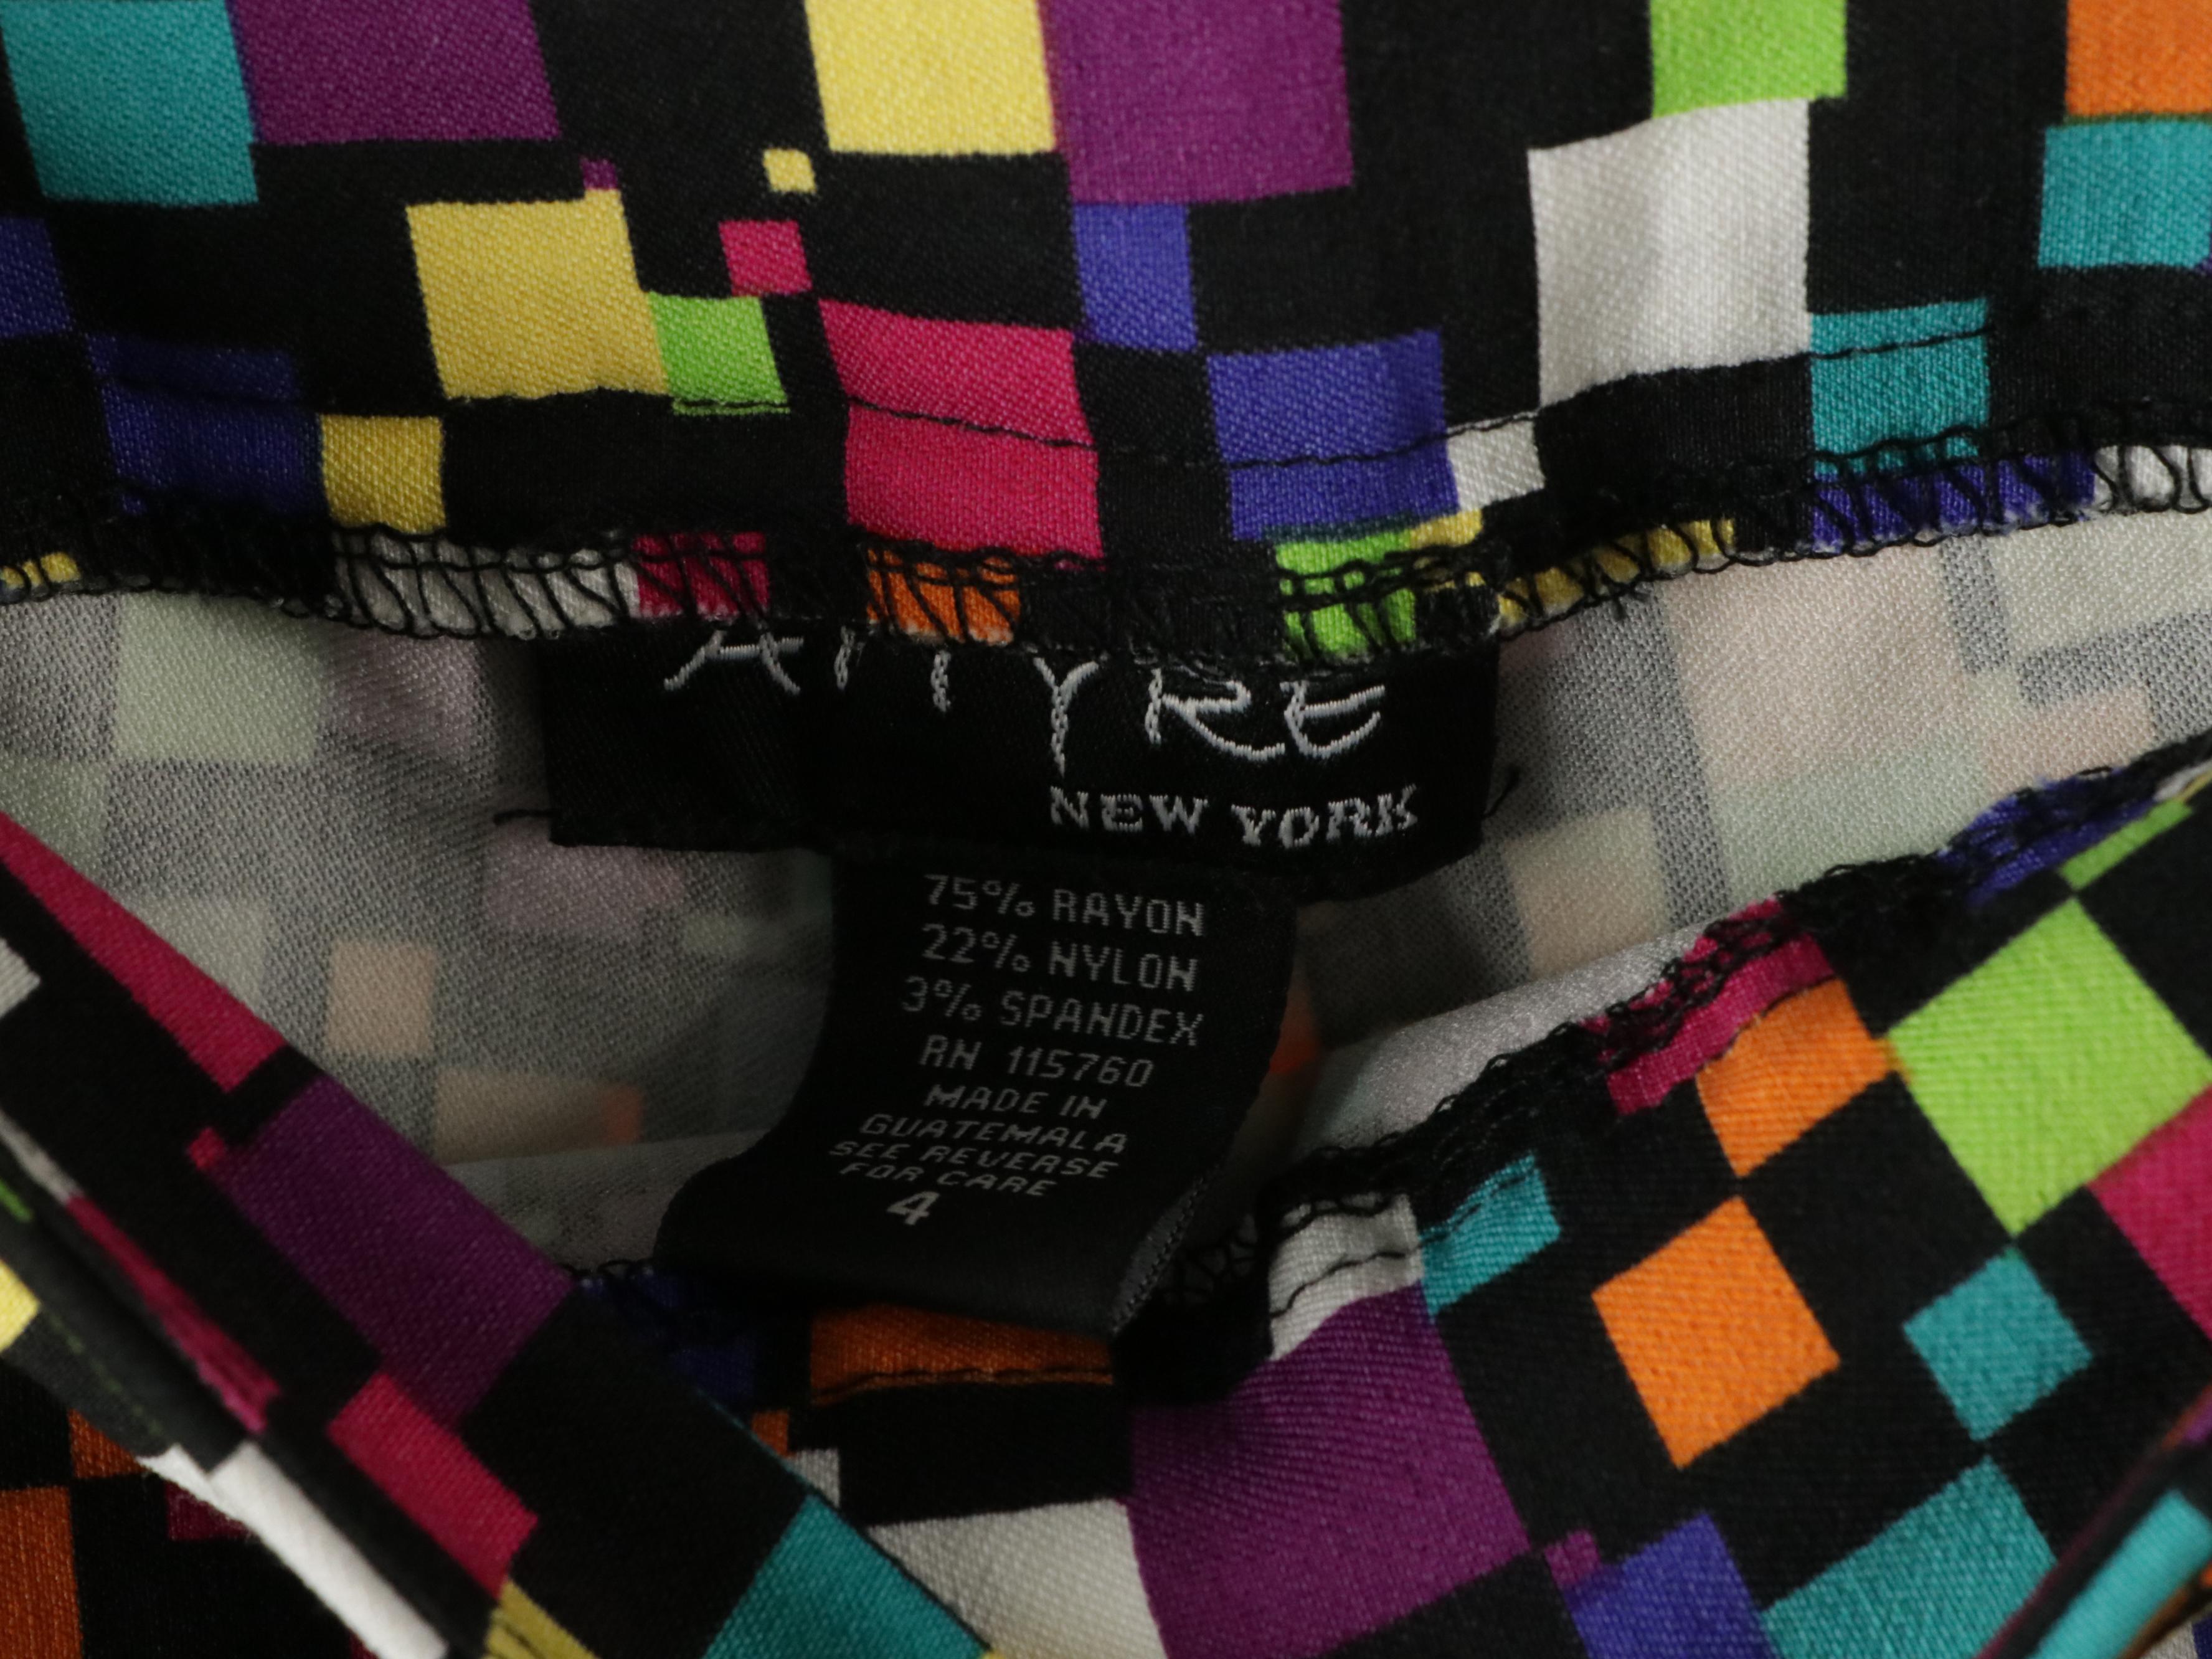 ATTYRE
NEW YORK
75% RAYON
22% NYLON
3% SPANDEX
RN 115760
MADE IN
GUATEMALA
SEE REVERSE
FOR CARE
4